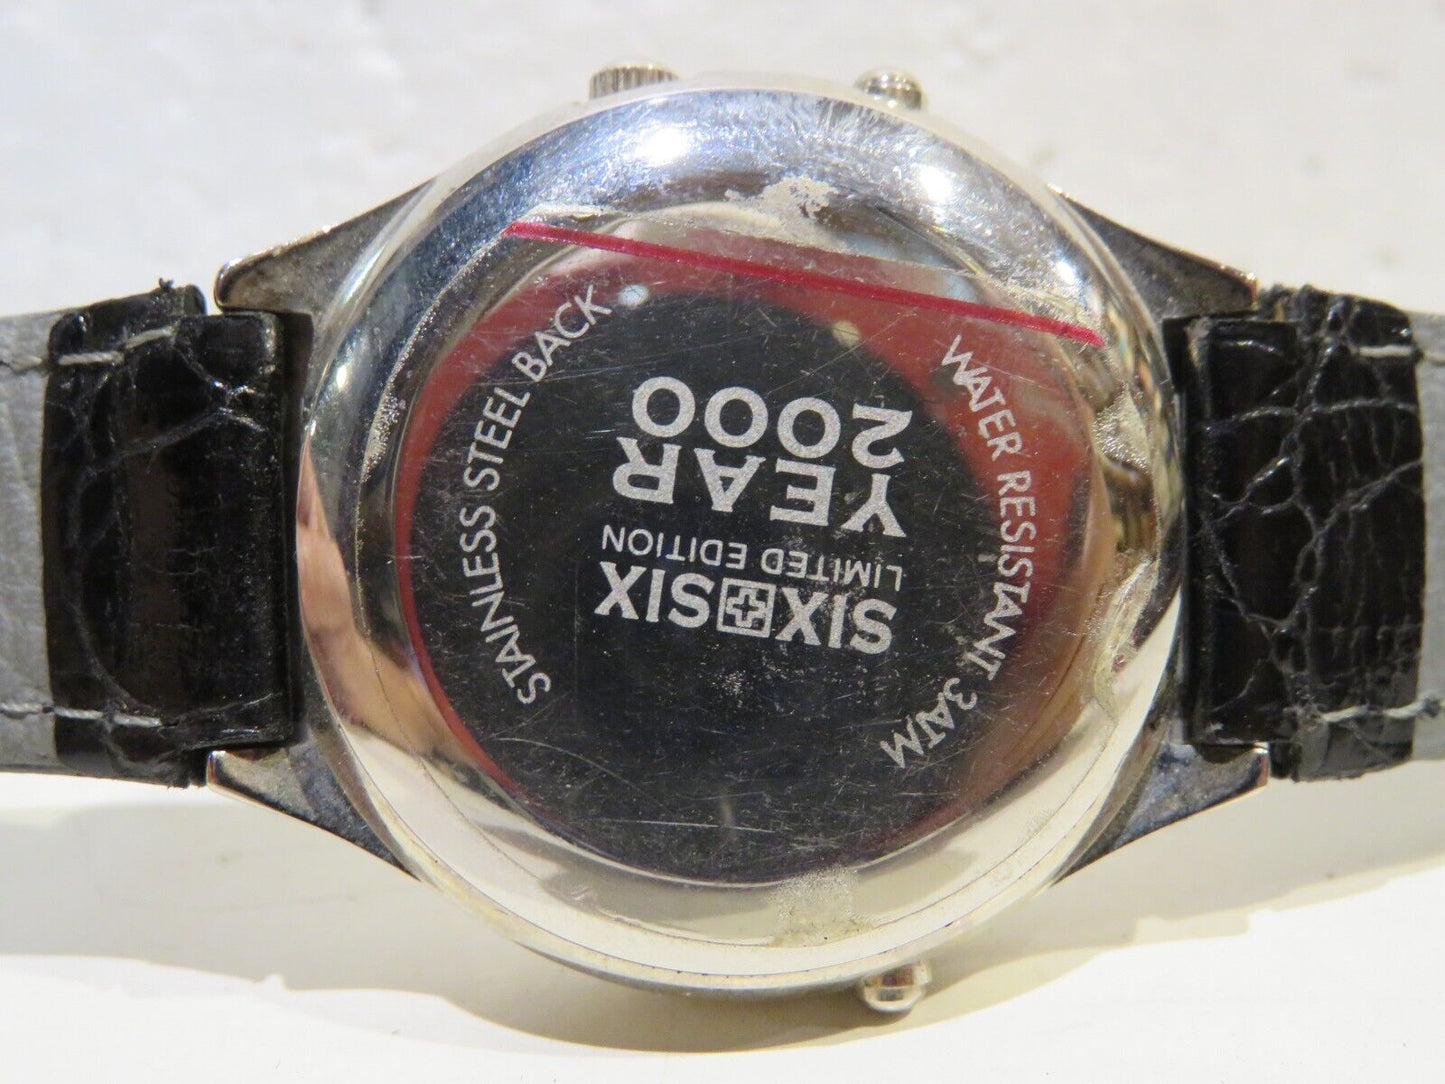 SIX SIX
LIMITED EDITION
YEAR
2000
STAINLESS STEEL BACK
WATER RESISTANT 3ATM